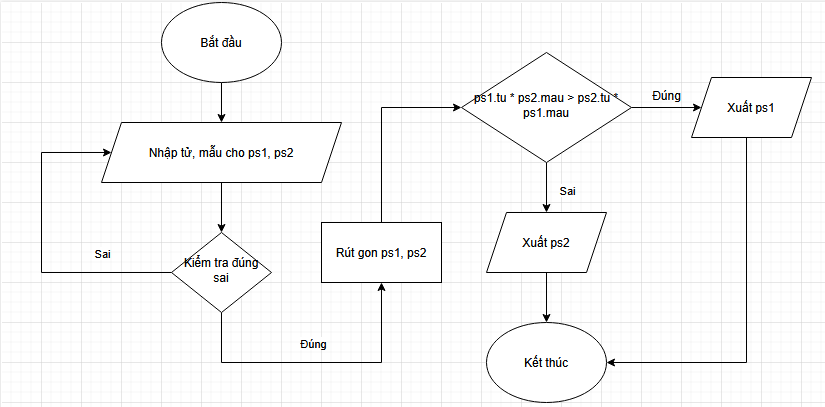 Bắt đầu
Nhập tử, mẫu cho ps1, ps2
Sai
Kiểm tra đúng
sai
Đúng
Rút gon ps1, ps2
ps1.tu * ps2.mau > ps2.tu *
ps1.mau
Đúng
Xuất ps1
Sai
Xuất ps2
Kết thúc